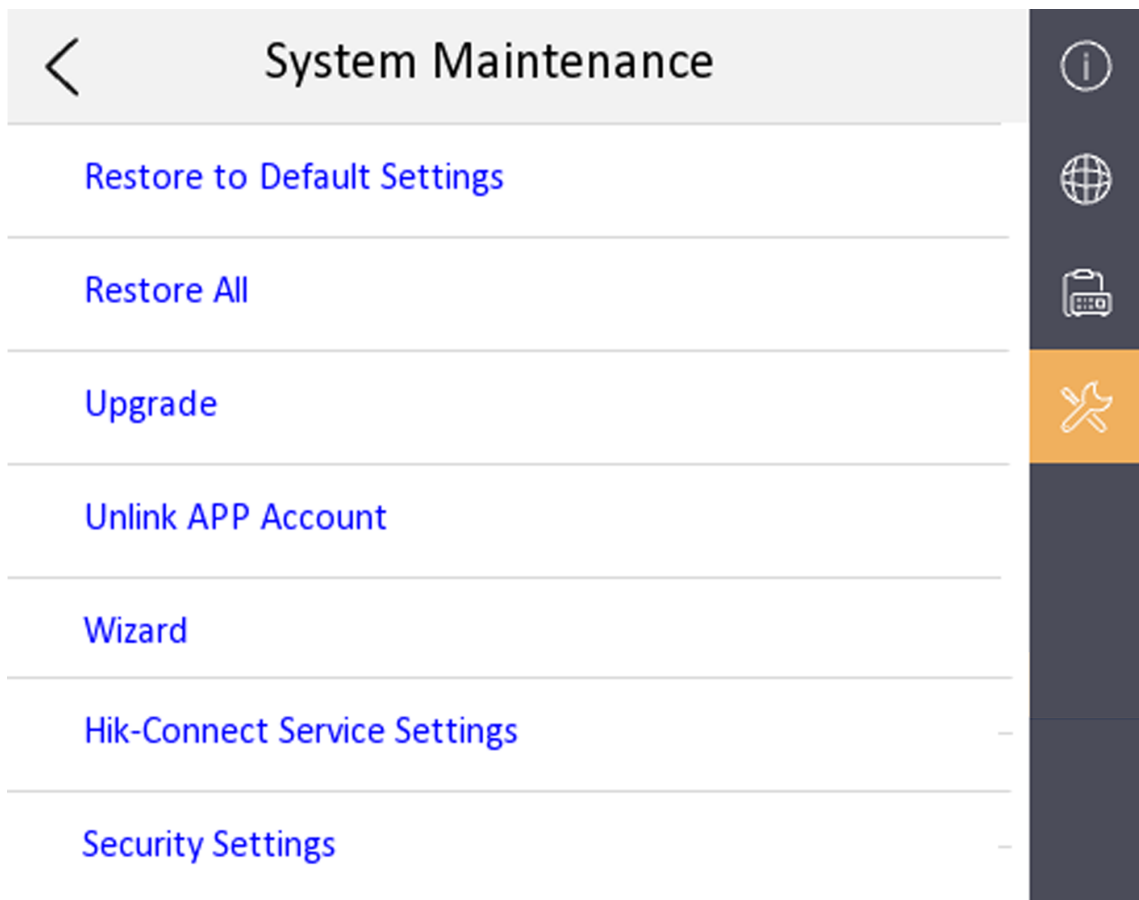 System Maintenance
Restore to Default Settings
Restore All
Upgrade
Unlink APP Account
Wizard
Hik-Connect Service Settings
Security Settings